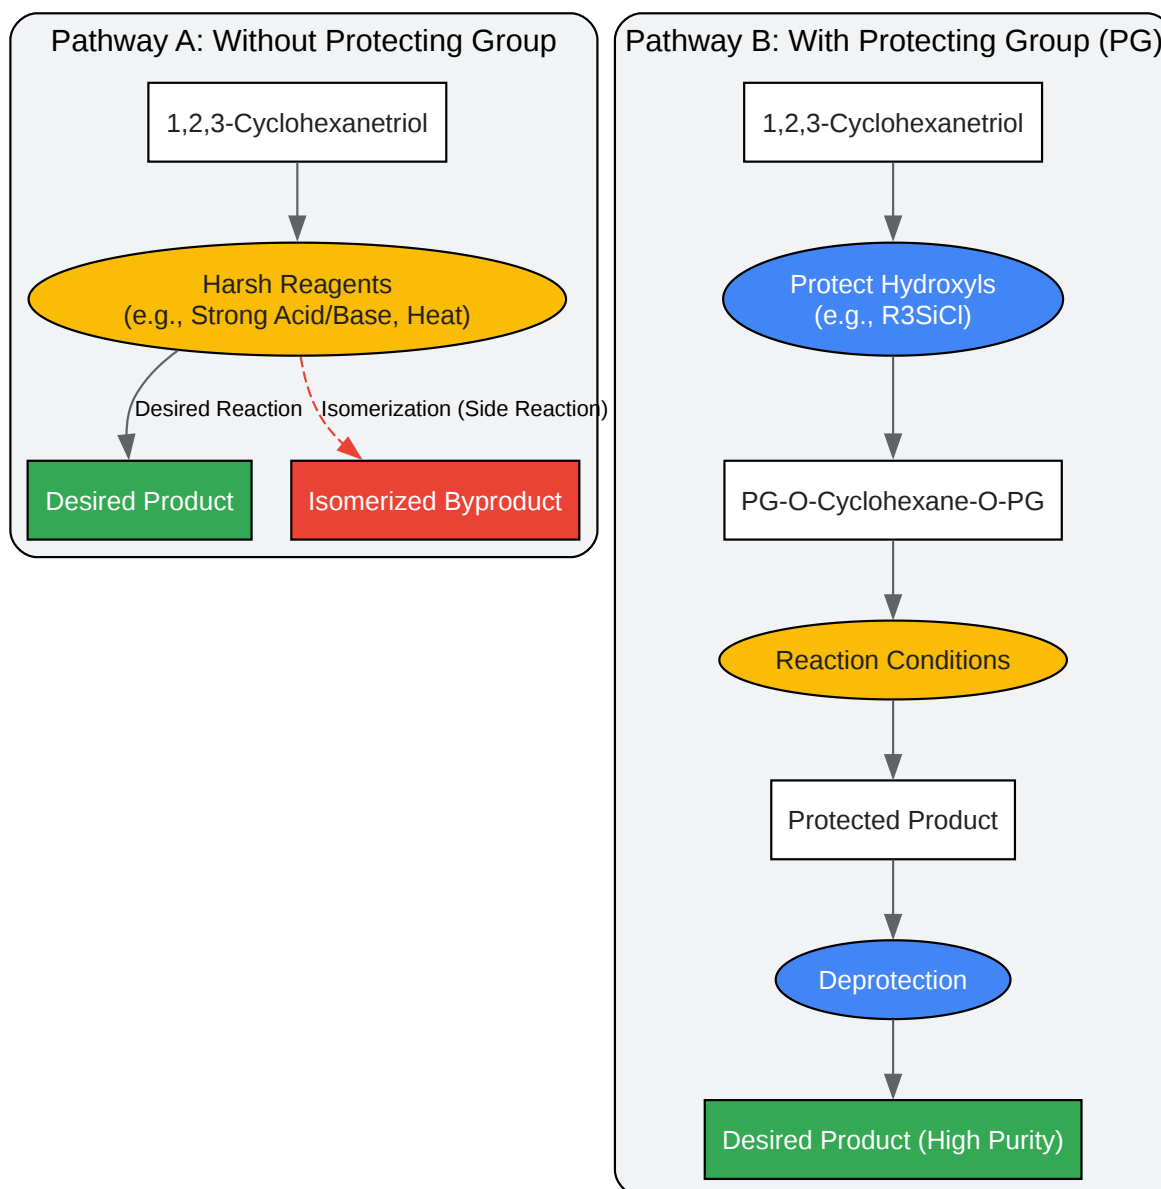 Pathway A: Without Protecting Group
1,2,3-Cyclohexanetriol
Harsh Reagents
(e.g., Strong Acid/Base, Heat)
Desired Reaction
Isomerization (Side Reaction)
Desired Product
Isomerized Byproduct
Pathway B: With Protecting Group (PG)
1,2,3-Cyclohexanetriol
Protect Hydroxyls
(e.g., R3SiCl)
PG-O-Cyclohexane-O-PG
Reaction Conditions
Protected Product
Deprotection
Desired Product (High Purity)